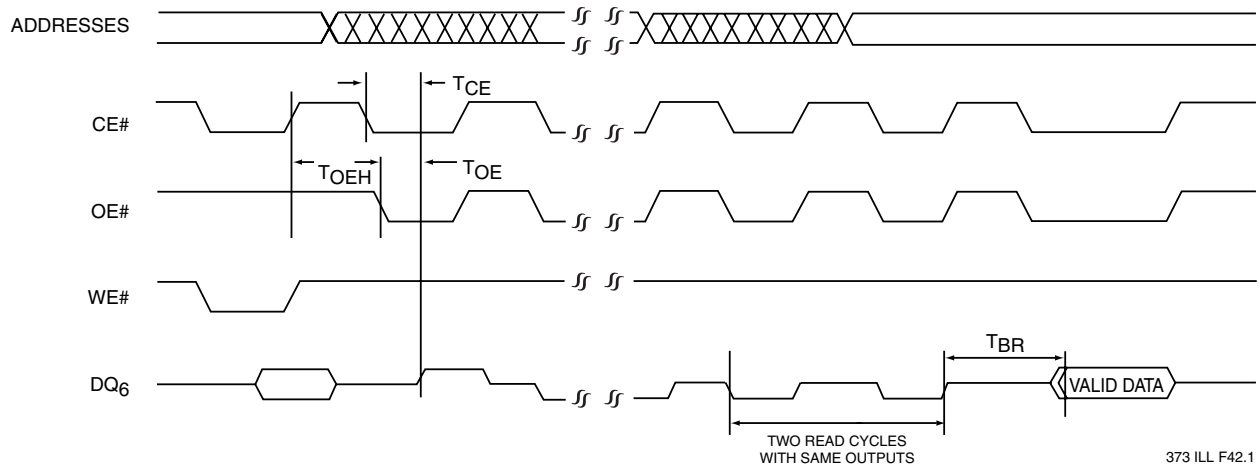 ADDRESSES
TCE
CE#
TOEH
TOE
OE#
WE#
TBR
DQ6
VALID DATA
TWO READ CYCLES
WITH SAME OUTPUTS
373 ILL F42.1